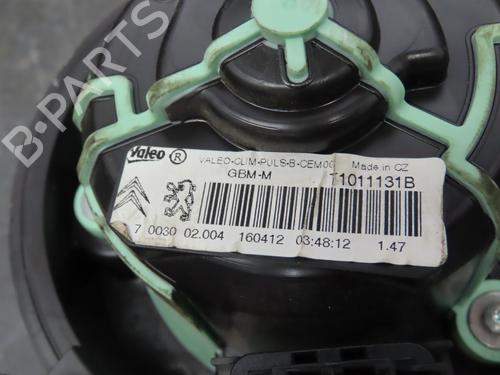 Valeo ® VALEO-CLIM-PULS-B-CEM00 Made in CZ
GBM-M T1011131B
7 0030 02.004 160412 03:48:12 1.47
B-PARTS